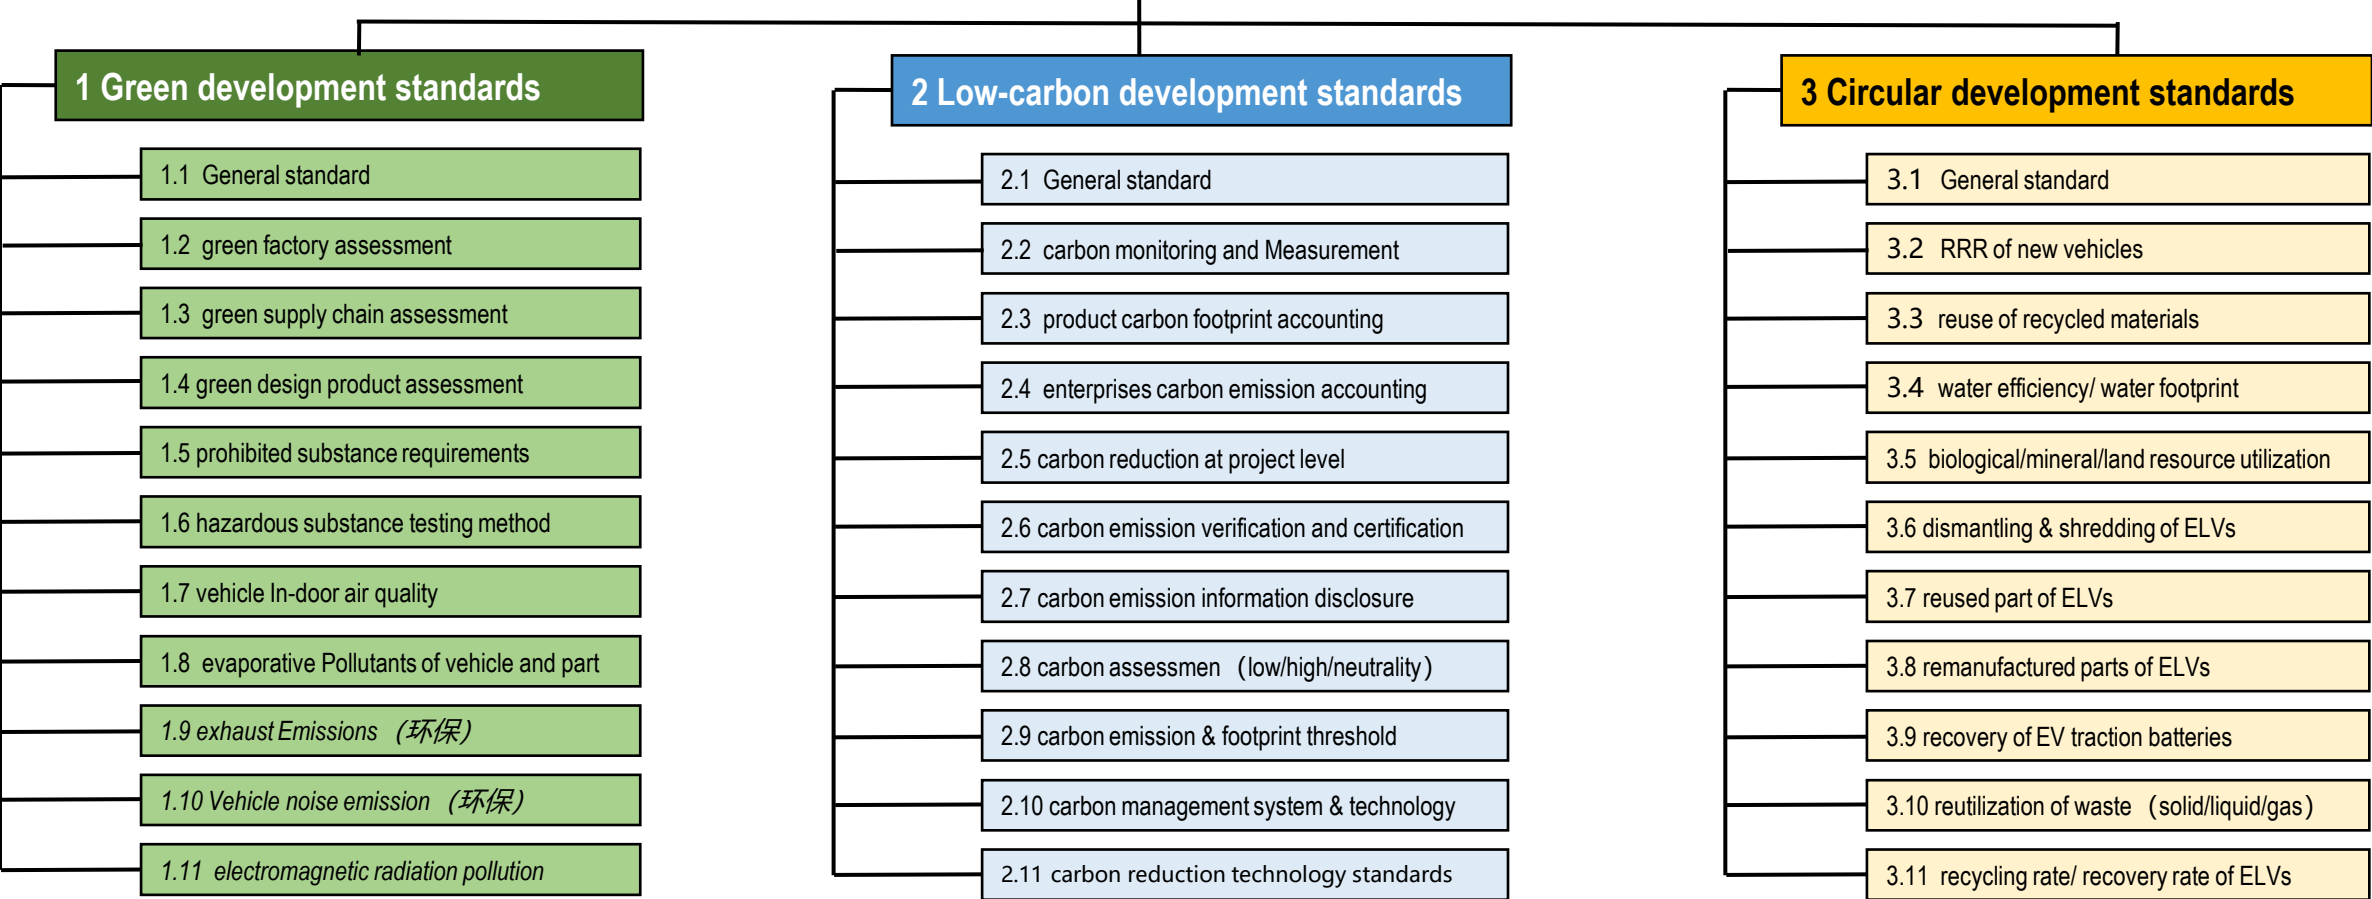 1 Green development standards
1.1 General standard
1.2 green factory assessment
1.3 green supply chain assessment
1.4 green design product assessment
1.5 prohibited substance requirements
1.6 hazardous substance testing method
1.7 vehicle In-door air quality
1.8 evaporative Pollutants of vehicle and part
1.9 exhaust Emissions（环保）
1.10 Vehicle noise emission（环保）
1.11 electromagnetic radiation pollution
2 Low-carbon development standards
2.1 General standard
2.2 carbon monitoring and Measurement
2.3 product carbon footprint accounting
2.4 enterprises carbon emission accounting
2.5 carbon reduction at project level
2.6 carbon emission verification and certification
2.7 carbon emission information disclosure
2.8 carbon assessmen（low/high/neutrality）
2.9 carbon emission & footprint threshold
2.10 carbon management system & technology
2.11 carbon reduction technology standards
3 Circular development standards
3.1 General standard
3.2 RRR of new vehicles
3.3 reuse of recycled materials
3.4 water efficiency/ water footprint
3.5 biological/mineral/land resource utilization
3.6 dismantling & shredding of ELVs
3.7 reused part of ELVs
3.8 remanufactured parts of ELVs
3.9 recovery of EV traction batteries
3.10 reutilization of waste（solid/liquid/gas）
3.11 recycling rate/ recovery rate of ELVs